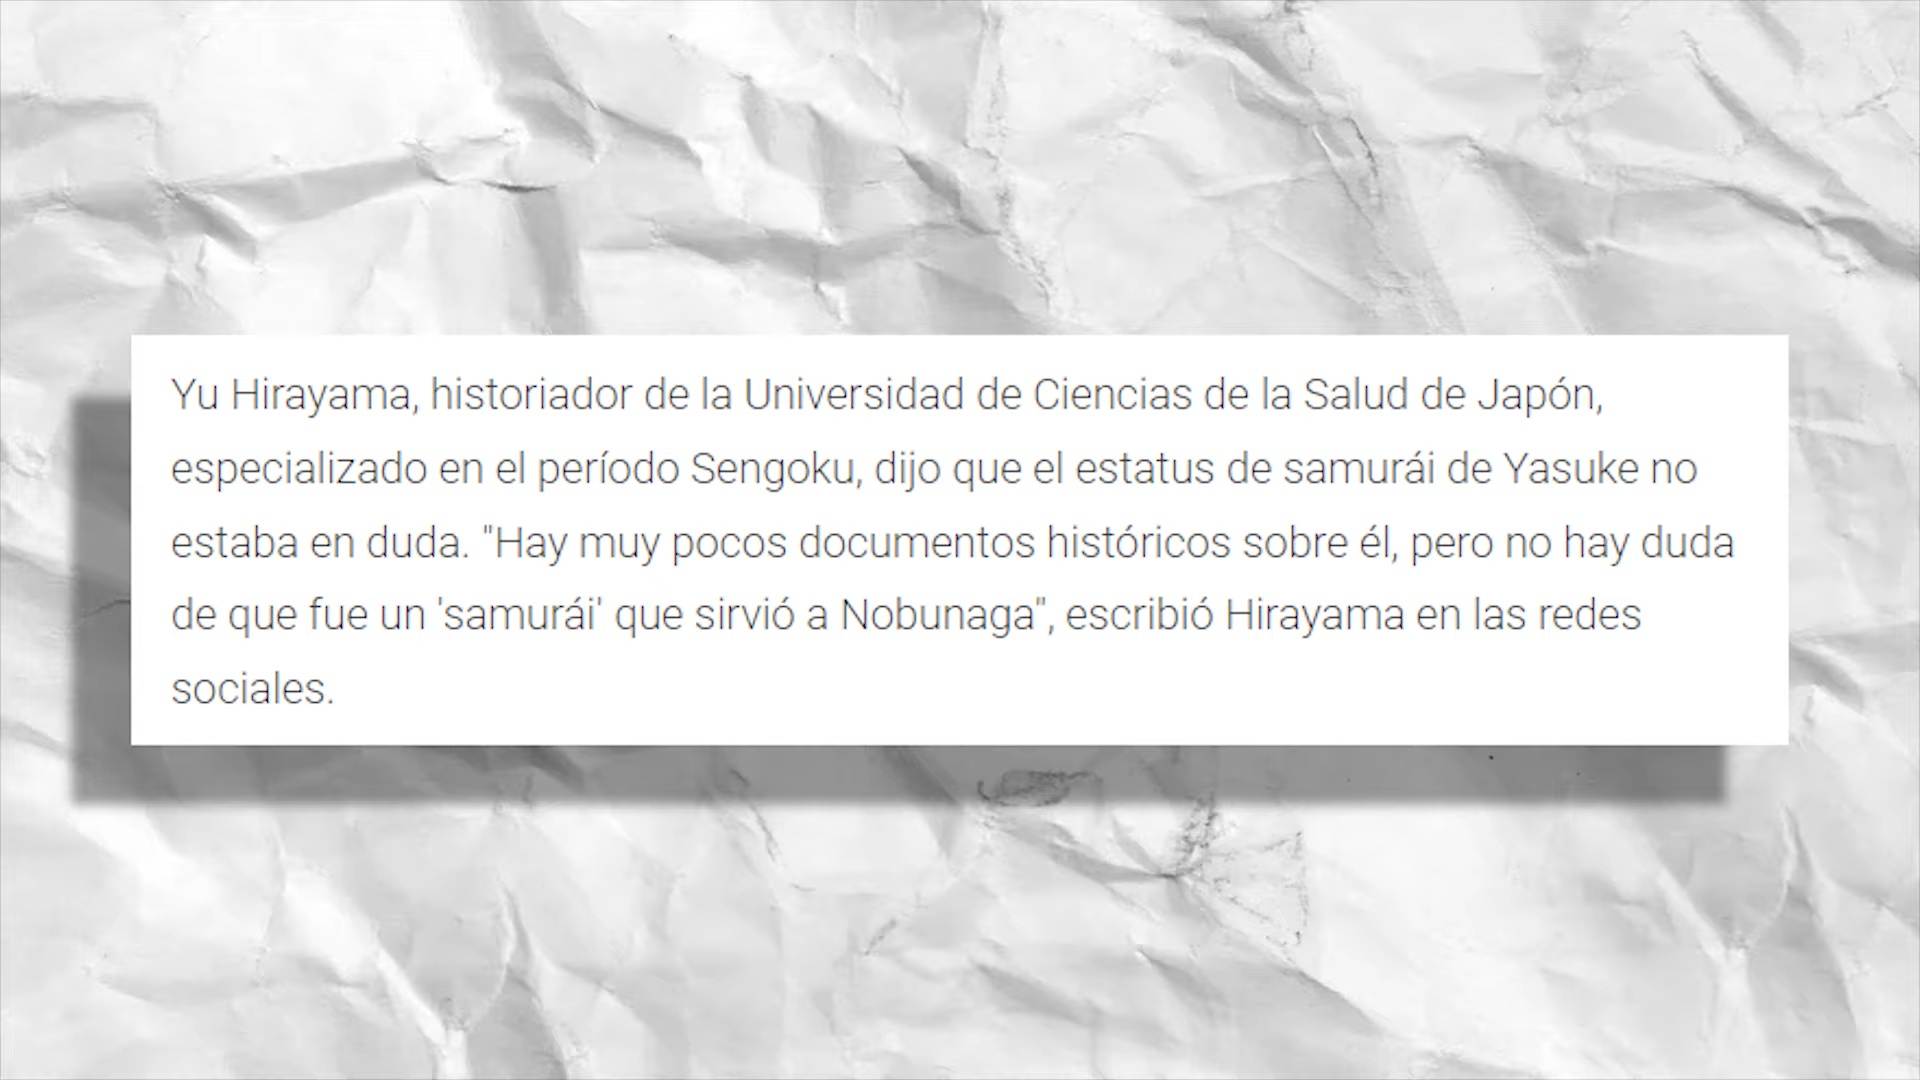 Yu Hirayama, historiador de la Universidad de Ciencias de la Salud de Japón,
especializado en el período Sengoku, dijo que el estatus de samurái de Yasuke no
estaba en duda. "Hay muy pocos documentos históricos sobre él, pero no hay duda
de que fue un 'samurái' que sirvió a Nobunaga", escribió Hirayama en las redes
sociales.